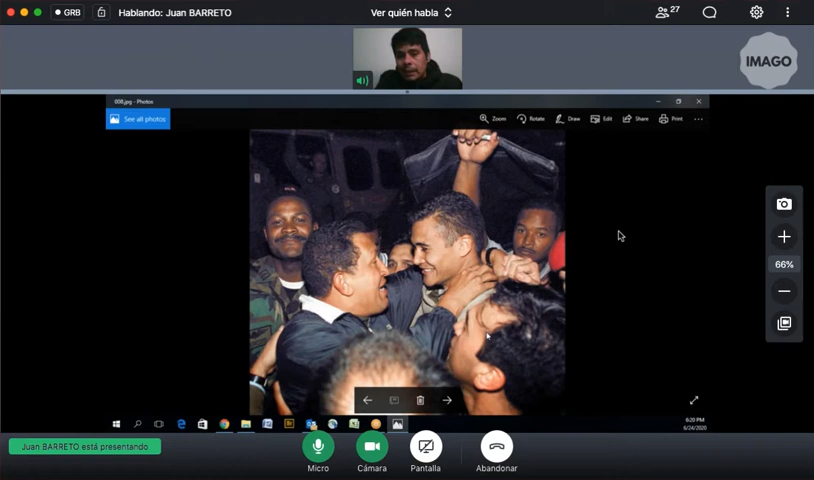 GRB
Hablando: Juan BARRETO
Ver quién habla
27
IMAGO
008.jpg - Photos
See all photos
Zoom
Rotate
Draw
Edit
Share
Print
66%
6:20 PM
6/24/2020
Juan BARRETO está presentando
Micro
Cámara
Pantalla
Abandonar